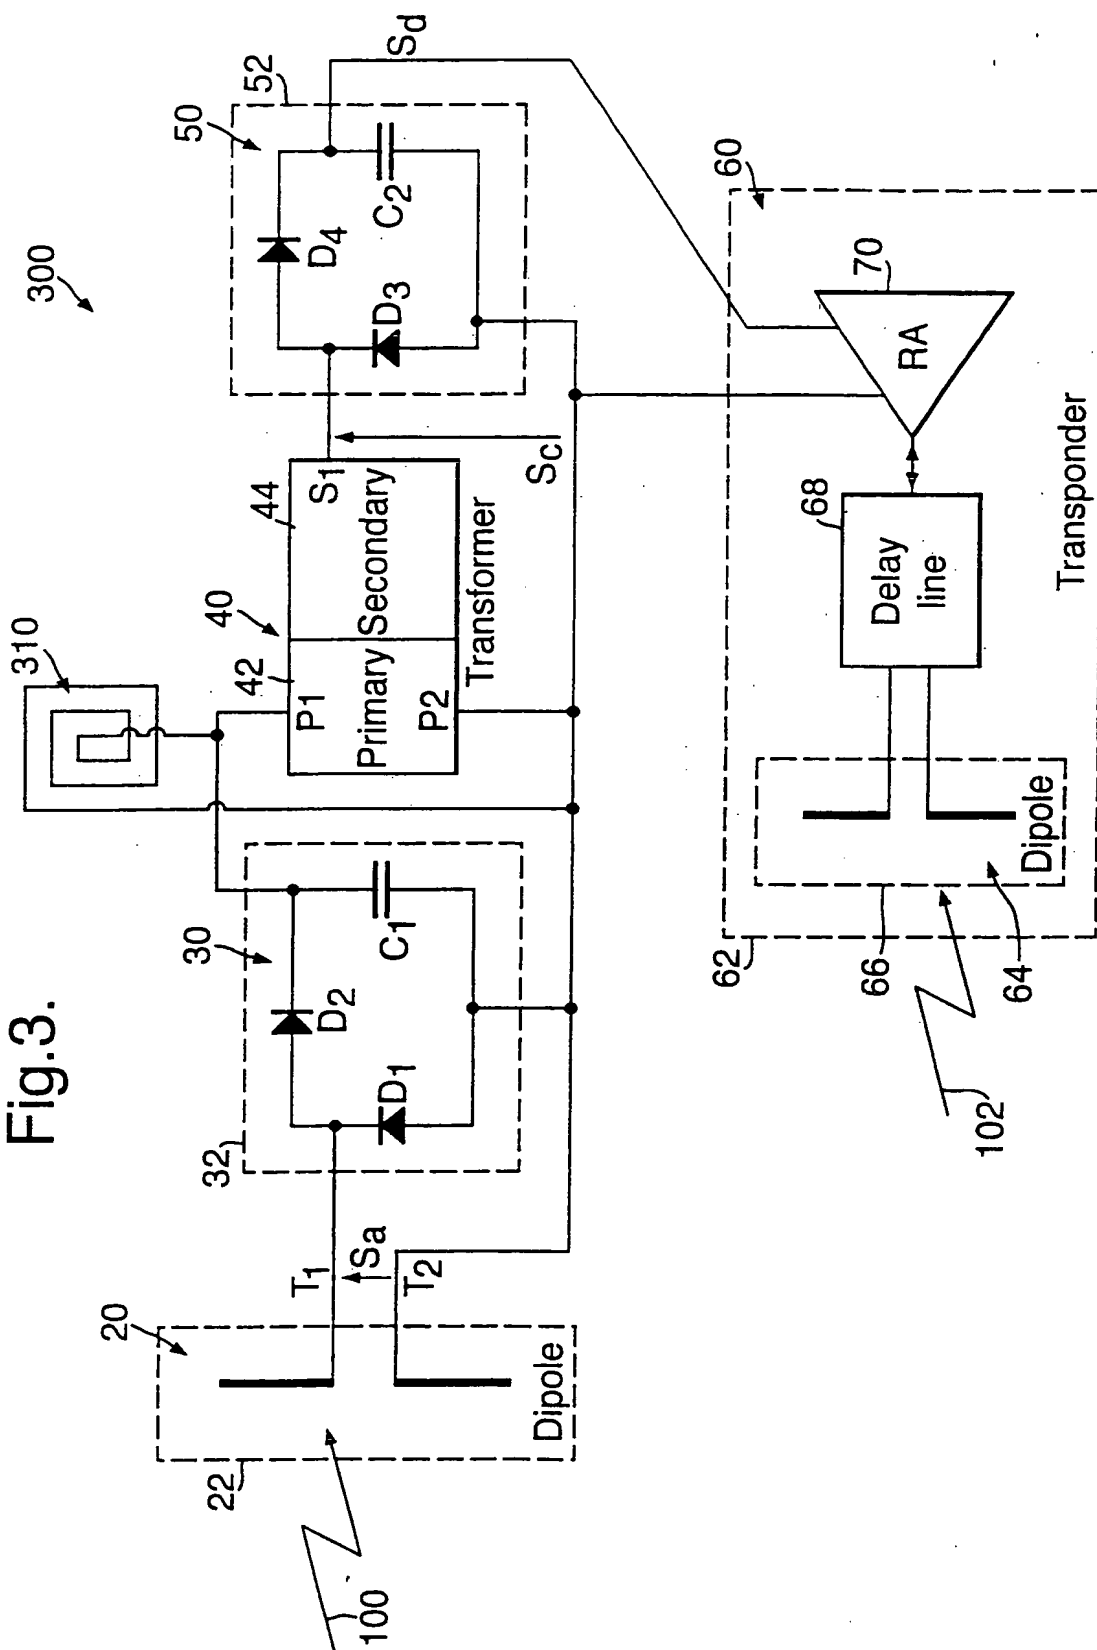 Fig.3.
300
310
20
22
Dipole
100
T1
Sa
T2
30
32
D2
D1
C1
40
42
44
P1
P2
Primary
Secondary
S1
Transformer
Sc
50
52
D4
D3
C2
Sd
60
62
66
64
Dipole
102
68
Delay
line
70
RA
Transponder